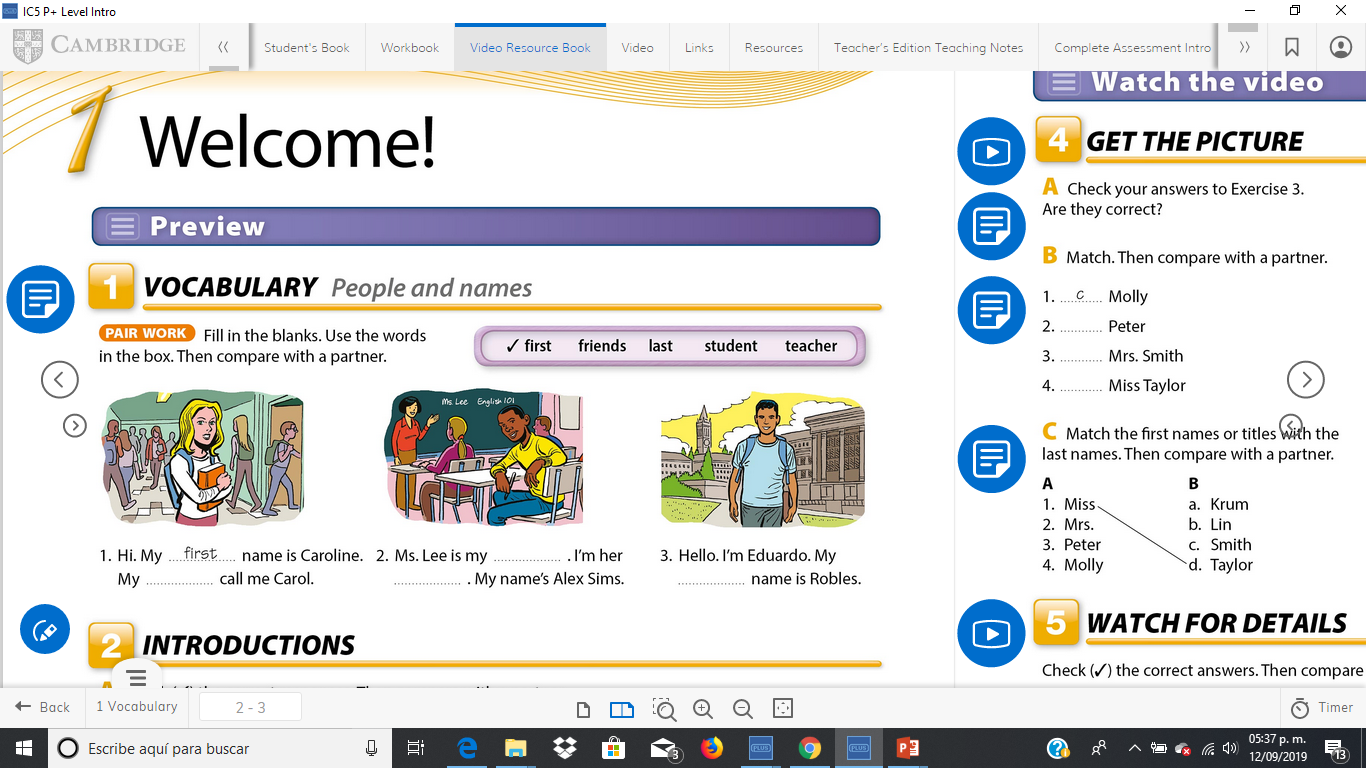 IC5 P+ Level Intro
CAMBRIDGE
Student's Book
Workbook
Video Resource Book
Video
Links
Resources
Teacher's Edition Teaching Notes
Complete Assessment Intro
1 Welcome!
Preview
1 VOCABULARY People and names
PAIR WORK Fill in the blanks. Use the words
in the box. Then compare with a partner.
✓ first friends last student teacher
Ms. Lee English 101
1. Hi. My first name is Caroline.
My ............... call me Carol.
2. Ms. Lee is my ............... . I'm her
............... . My name's Alex Sims.
3. Hello. I'm Eduardo. My
............... name is Robles.
2 INTRODUCTIONS
Watch the video
4 GET THE PICTURE
A Check your answers to Exercise 3.
Are they correct?
B Match. Then compare with a partner.
1. c Molly
2. ............ Peter
3. ............ Mrs. Smith
4. ............ Miss Taylor
C Match the first names or titles with the
last names. Then compare with a partner.
A B
1. Miss a. Krum
2. Mrs. b. Lin
3. Peter c. Smith
4. Molly d. Taylor
5 WATCH FOR DETAILS
Check (✓) the correct answers. Then compare
Back
1 Vocabulary
2 - 3
Timer
Escribe aquí para buscar
3
PLUS
PLUS
05:37 p. m.
12/09/2019
13